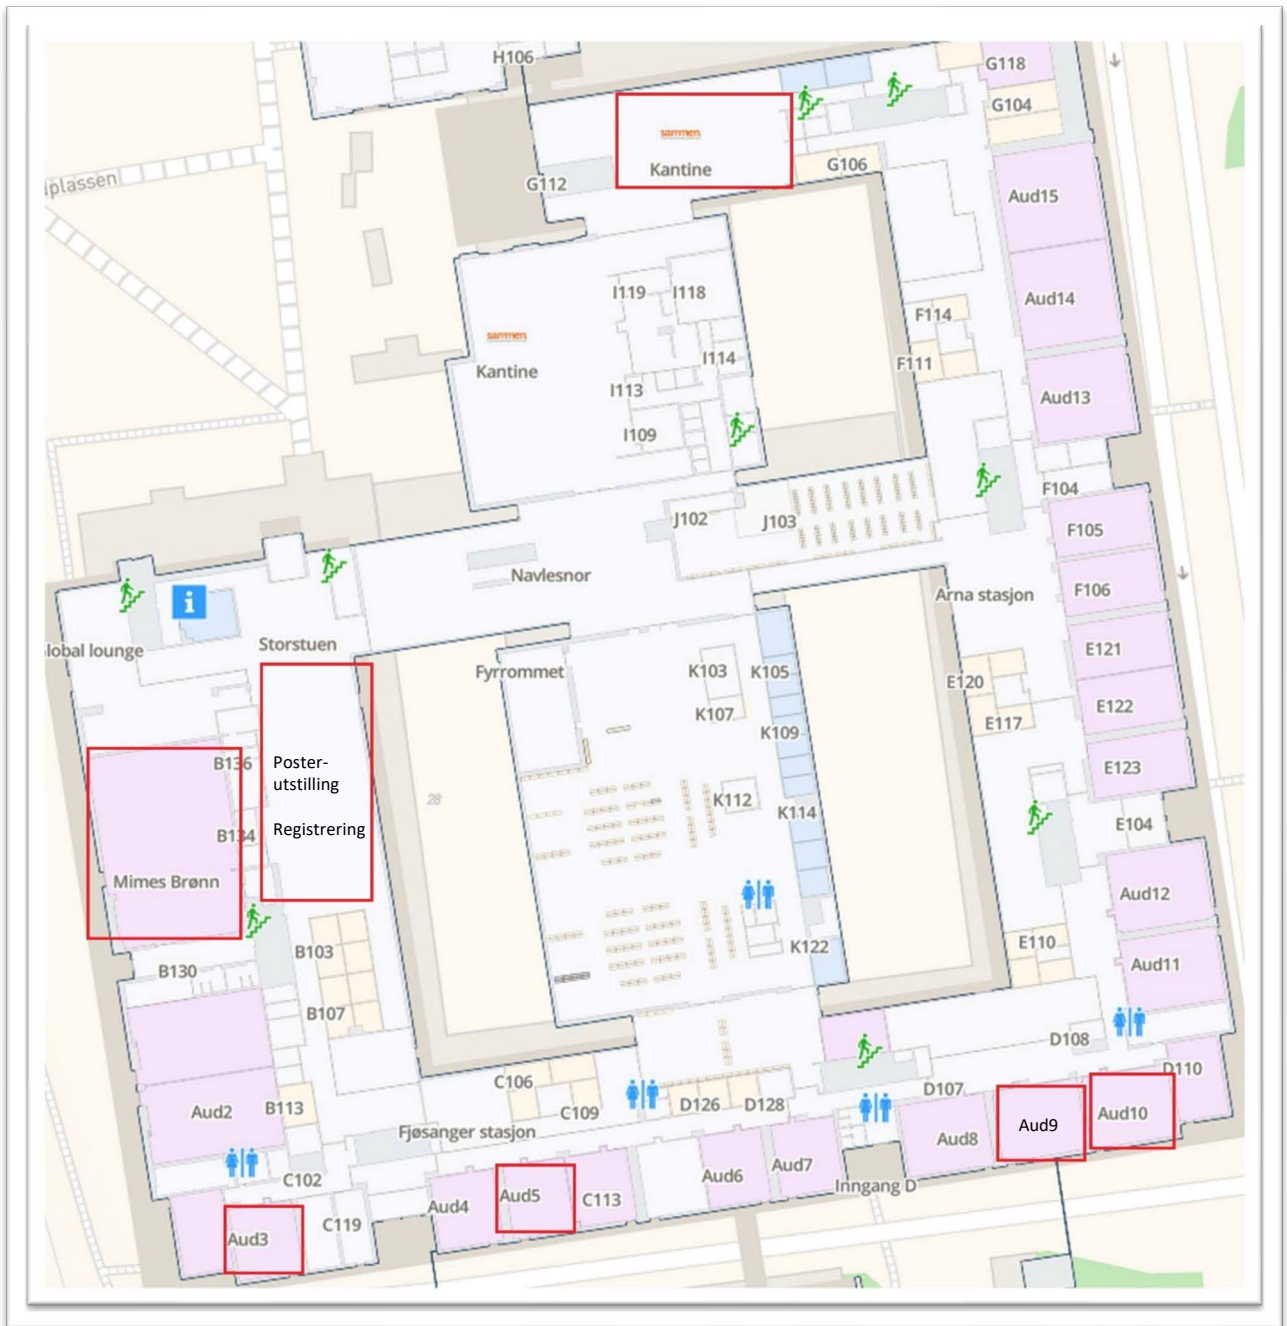 H106
G118
G104
sammen
Kantine
G106
G112
Aud15
I119
I118
Aud14
F114
sammen
Kantine
I114
F111
I113
Aud13
I109
F104
J102
J103
F105
Navlesnor
F106
Arna stasjon
i
Storstuen
E121
Fyrrommet
K103
K105
E120
E122
K107
E117
K109
B136
Poster-
utstilling
E123
28
K112
K114
E104
B134
Registrering
Mimes Brønn
Aud12
B103
K122
E110
B130
Aud11
B107
D108
C106
D110
D107
Aud2
B113
C109
D126
D128
Aud9
Aud10
Fjøsanger stasjon
Aud8
C102
Aud6
Aud7
Inngang D
Aud4
Aud5
C113
Aud3
C119